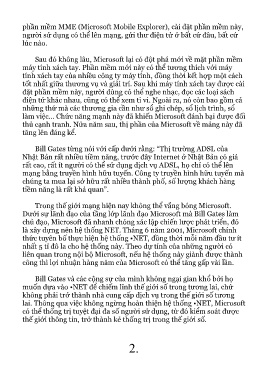 phần mềm MME (Microsoft Mobile Explorer), cài đặt phần mềm này,
người sử dụng có thể lên mạng, gửi thư điện tử ở bất cứ đâu, bất cứ
lúc nào.
Sau đó không lâu, Microsoft lại có đột phá mới về mặt phần mềm
máy tính xách tay. Phần mềm mới này có thể tương thích với máy
tính xách tay của nhiều công ty máy tính, đồng thời kết hợp một cách
tốt nhất giữa thương vụ và giải trí. Sau khi máy tính xách tay được cài
đặt phần mềm này, người dùng có thể nghe nhạc, đọc các loại sách
điện tử khác nhau, cũng có thể xem ti vi. Ngoài ra, nó còn bao gồm cả
những thứ mà các thương gia cần như sổ ghi chép, sổ lịch trình, sổ
làm việc... Chức năng mạnh này đã khiến Microsoft đánh bại được đối
thủ cạnh tranh. Nửa năm sau, thị phần của Microsoft về mảng này đã
tăng lên đáng kể.
Bill Gates từng nói với cấp dưới rằng: “Thị trường ADSL của
Nhật Bản rất nhiều tiềm năng, trước đây Internet ở Nhật Bản có giá
rất cao, rất ít người có thể sử dụng dịch vụ ADSL, họ chỉ có thể lên
mạng bằng truyền hình hữu tuyến. Công ty truyền hình hữu tuyến mà
chúng ta mua lại sở hữu rất nhiều thành phố, số lượng khách hàng
tiềm năng là rất khả quan”.
Trong thế giới mạng hiện nay không thể vắng bóng Microsoft.
Dưới sự lãnh đạo của tầng lớp lãnh đạo Microsoft mà Bill Gates làm
chủ đạo, Microsoft đã nhanh chóng xác lập chiến lược phát triển, đó
là xây dựng nên hệ thống NET. Tháng 6 năm 2001, Microsoft chính
thức tuyên bố thực hiện hệ thống •NET, đồng thời mỗi năm đầu tư ít
nhất 5 tỉ đô la cho hệ thống này. Theo dự tính của những người có
liên quan trong nội bộ Microsoft, nếu hệ thống này giành được thành
công thì lợi nhuận hàng năm của Microsoft có thể tăng gấp vài lần.
Bill Gates và các cộng sự của mình không ngại gian khổ bởi họ
muốn dựa vào •NET để chiếm lĩnh thế giới số trong tương lai, chứ
không phải trở thành nhà cung cấp dịch vụ trong thế giới số tương
lai. Thông qua việc không ngừng hoàn thiện hệ thống •NET, Microsoft
có thể thống trị tuyệt đại đa số người sử dụng, từ đó kiểm soát được
thế giới thông tin, trở thành kẻ thống trị trong thế giới số.
2.